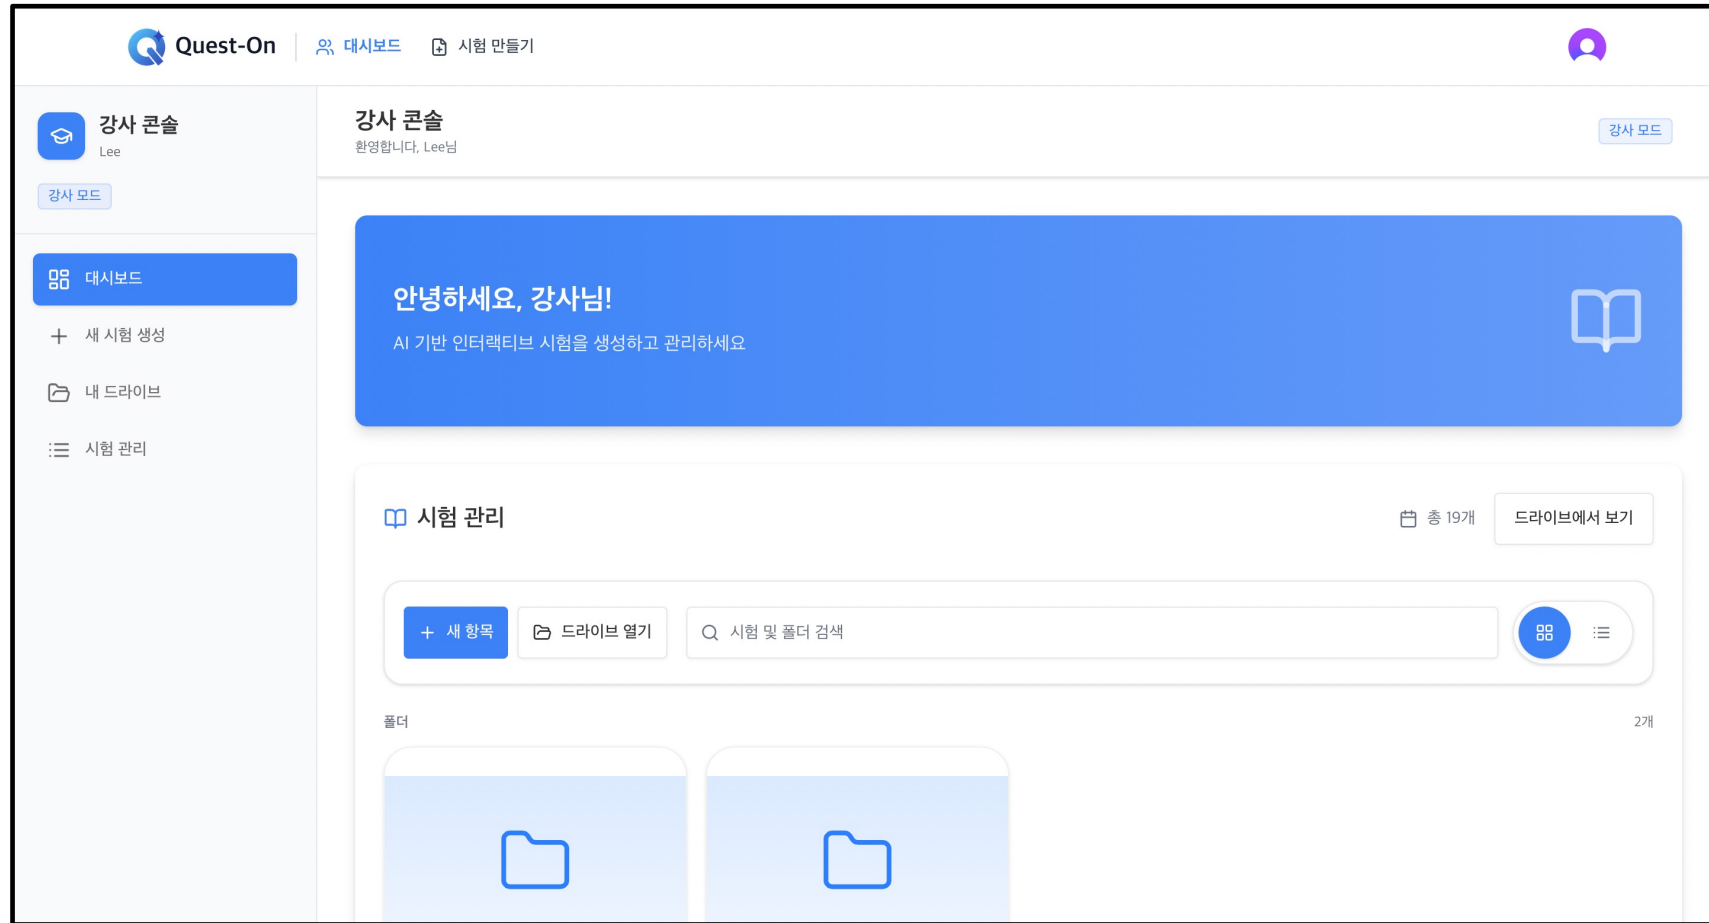 Quest-On
대시보드
시험 만들기
강사 콘솔
Lee
강사 모드
대시보드
새 시험 생성
내 드라이브
시험 관리
강사 콘솔
환영합니다, Lee님
강사 모드
안녕하세요, 강사님!
AI 기반 인터랙티브 시험을 생성하고 관리하세요
시험 관리
총 19개
드라이브에서 보기
새 항목
드라이브 열기
시험 및 폴더 검색
폴더
2개